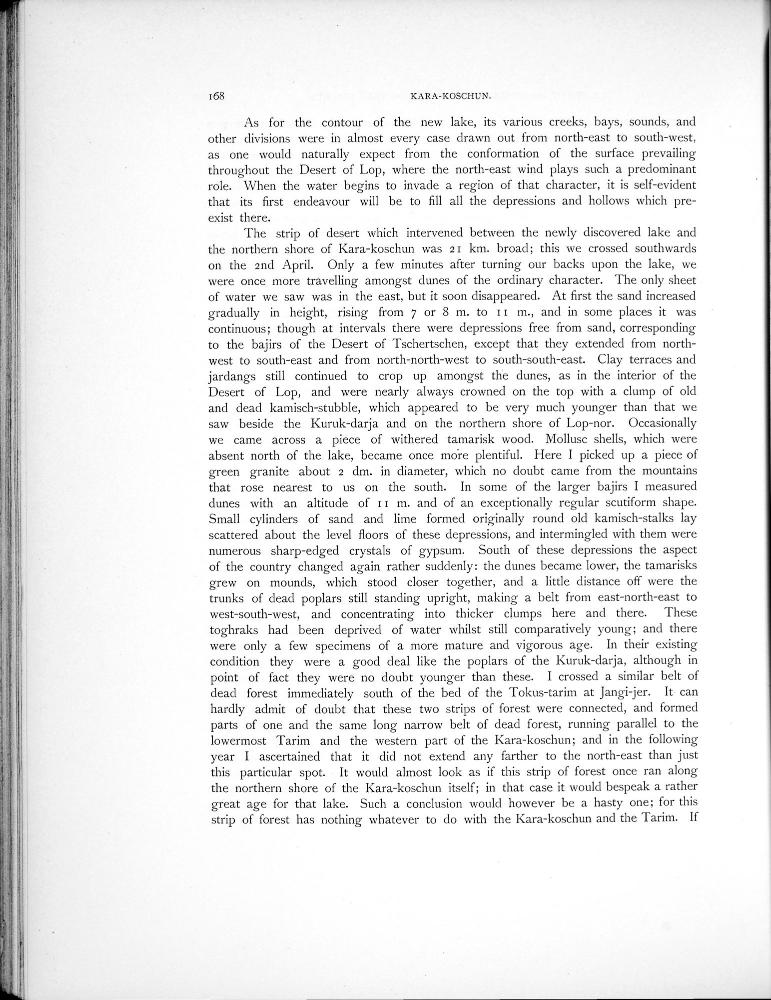 168
KARA-KOSCHUN.
As for the contour of the new lake, its various creeks, bays, sounds, and
other divisions were in almost every case drawn out from north-east to south-west,
as one would naturally expect from the conformation of the surface prevailing
throughout the Desert of Lop, where the north-east wind plays such a predominant
role. When the water begins to invade a region of that character, it is self-evident
that its first endeavour will be to fill all the depressions and hollows which pre-
exist there.
The strip of desert which intervened between the newly discovered lake and
the northern shore of Kara-koschun was 21 km. broad; this we crossed southwards
on the 2nd April. Only a few minutes after turning our backs upon the lake, we
were once more travelling amongst dunes of the ordinary character. The only sheet
of water we saw was in the east, but it soon disappeared. At first the sand increased
gradually in height, rising from 7 or 8 m. to 11 m., and in some places it was
continuous; though at intervals there were depressions free from sand, corresponding
to the bajirs of the Desert of Tschertschen, except that they extended from north-
west to south-east and from north-north-west to south-south-east. Clay terraces and
jardangs still continued to crop up amongst the dunes, as in the interior of the
Desert of Lop, and were nearly always crowned on the top with a clump of old
and dead kamisch-stubble, which appeared to be very much younger than that we
saw beside the Kuruk-darja and on the northern shore of Lop-nor. Occasionally
we came across a piece of withered tamarisk wood. Mollusc shells, which were
absent north of the lake, became once more plentiful. Here I picked up a piece of
green granite about 2 dm. in diameter, which no doubt came from the mountains
that rose nearest to us on the south. In some of the larger bajirs I measured
dunes with an altitude of 11 m. and of an exceptionally regular scutiform shape.
Small cylinders of sand and lime formed originally round old kamisch-stalks lay
scattered about the level floors of these depressions, and intermingled with them were
numerous sharp-edged crystals of gypsum. South of these depressions the aspect
of the country changed again rather suddenly: the dunes became lower, the tamarisks
grew on mounds, which stood closer together, and a little distance off were the
trunks of dead poplars still standing upright, making a belt from east-north-east to
west-south-west, and concentrating into thicker clumps here and there. These
toghraks had been deprived of water whilst still comparatively young; and there
were only a few specimens of a more mature and vigorous age. In their existing
condition they were a good deal like the poplars of the Kuruk-darja, although in
point of fact they were no doubt younger than these. I crossed a similar belt of
dead forest immediately south of the bed of the Tokus-tarim at Jangi-jer. It can
hardly admit of doubt that these two strips of forest were connected, and formed
parts of one and the same long narrow belt of dead forest, running parallel to the
lowermost Tarim and the western part of the Kara-koschun; and in the following
year I ascertained that it did not extend any farther to the north-east than just
this particular spot. It would almost look as if this strip of forest once ran along
the northern shore of the Kara-koschun itself; in that case it would bespeak a rather
great age for that lake. Such a conclusion would however be a hasty one; for this
strip of forest has nothing whatever to do with the Kara-koschun and the Tarim. If